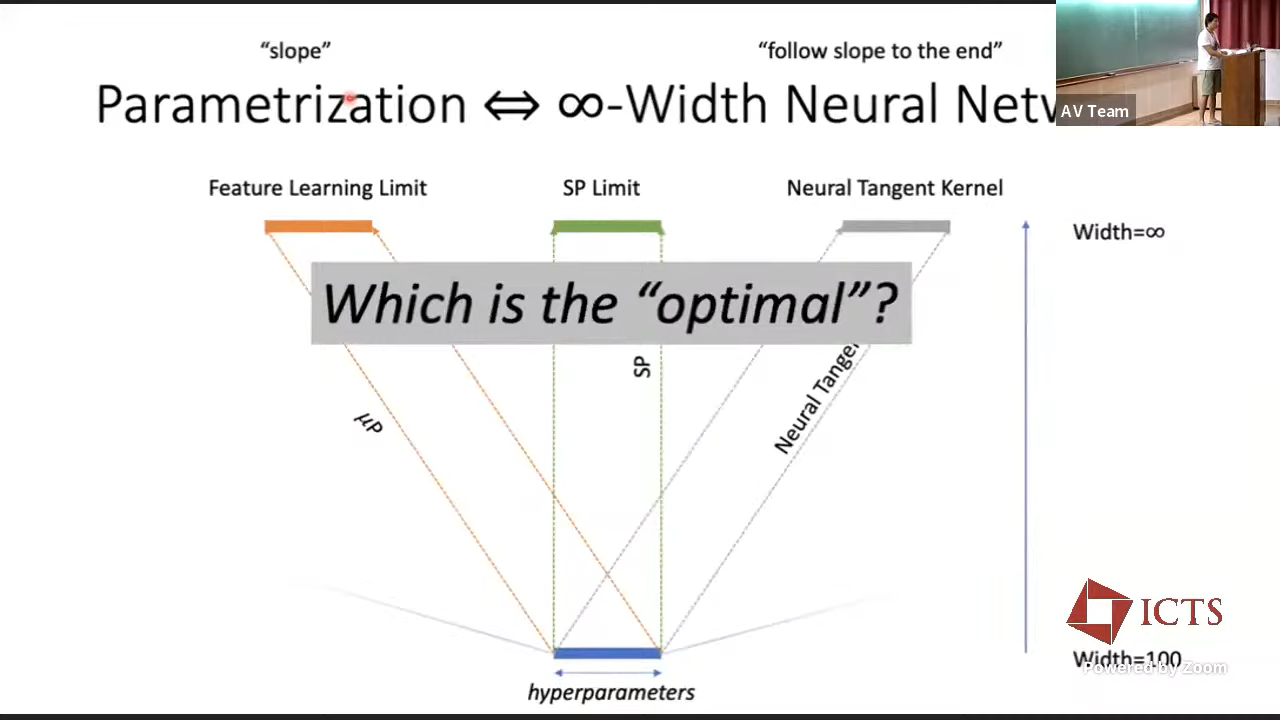 “slope”
“follow slope to the end”
Parametrization ⇔ ∞-Width Neural Netw
AV Team
Feature Learning Limit
SP Limit
Neural Tangent Kernel
Width=∞
Which is the “optimal”?
SP
μP
Neural Tange
ICTS
Width=100
Powered by Zoom
hyperparameters